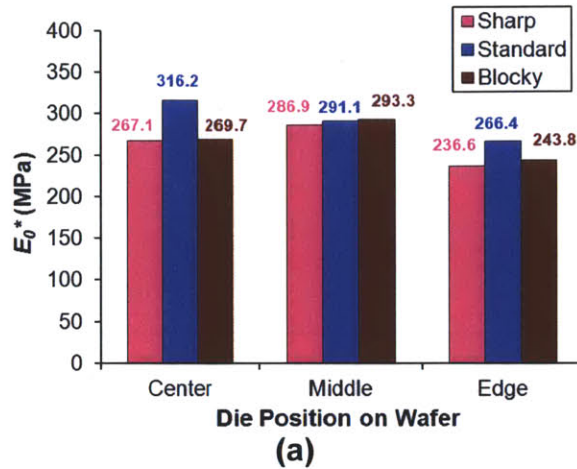 Sharp
Standard
Blocky
400
350
300
250
200
150
100
50
0
E0* (MPa)
267.1
316.2
269.7
286.9
291.1
293.3
236.6
266.4
243.8
Center Middle Edge
Die Position on Wafer
(a)